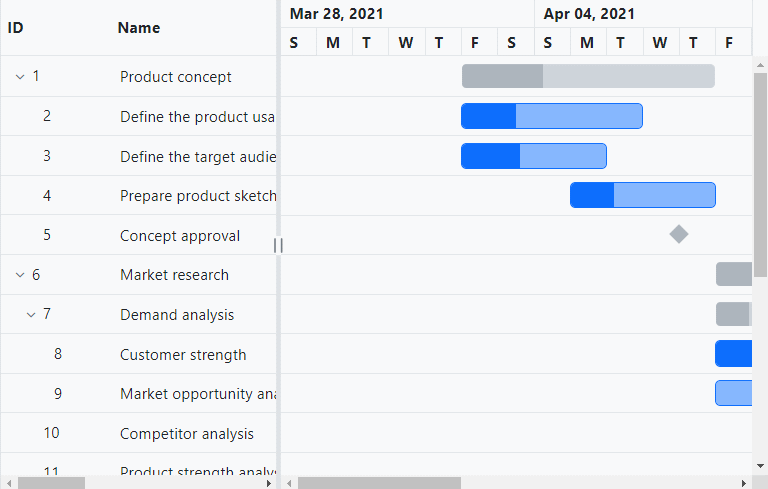 ID Name Mar 28, 2021 Apr 04, 2021
S M T W T F S S M T W T F
1 Product concept
2 Define the product usa
3 Define the target audie
4 Prepare product sketch
5 Concept approval
6 Market research
7 Demand analysis
8 Customer strength
9 Market opportunity ana
10 Competitor analysis
11 Product strength analys